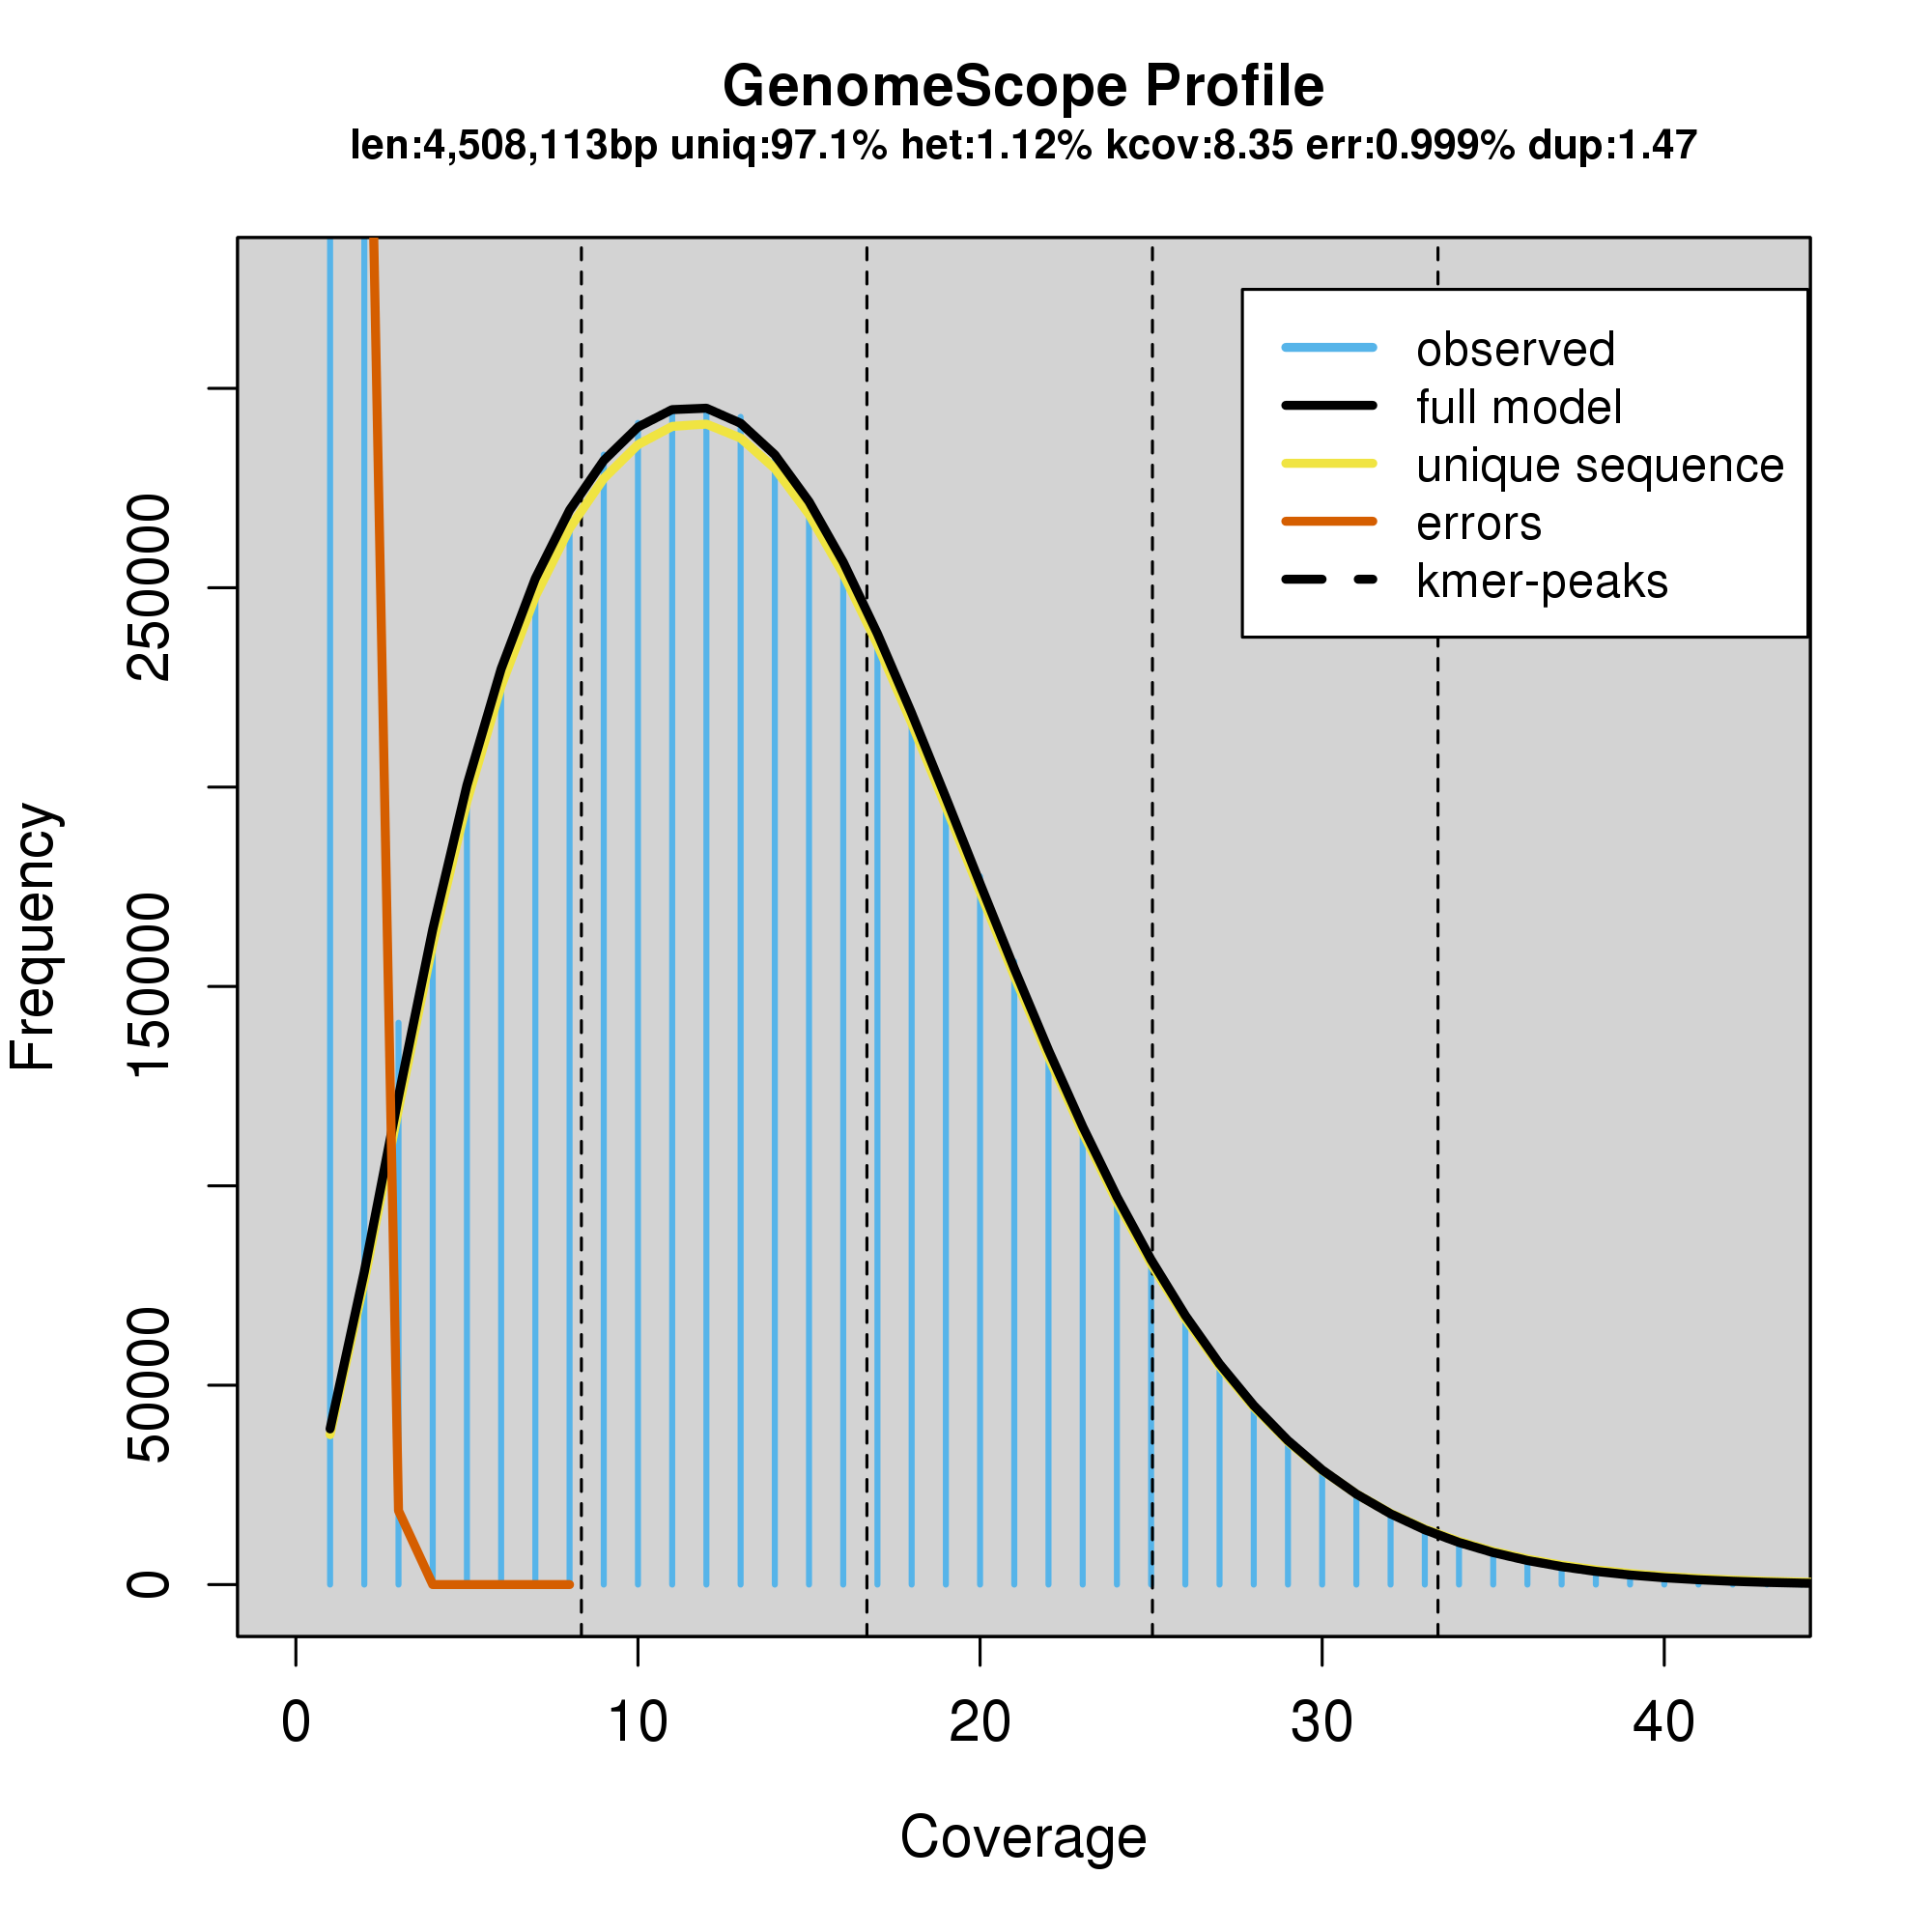 GenomeScope Profile
len:4,508,113bp uniq:97.1% het:1.12% kcov:8.35 err:0.999% dup:1.47
observed
full model
unique sequence
errors
kmer-peaks
Frequency
250000
150000
50000
0
0 10 20 30 40
Coverage